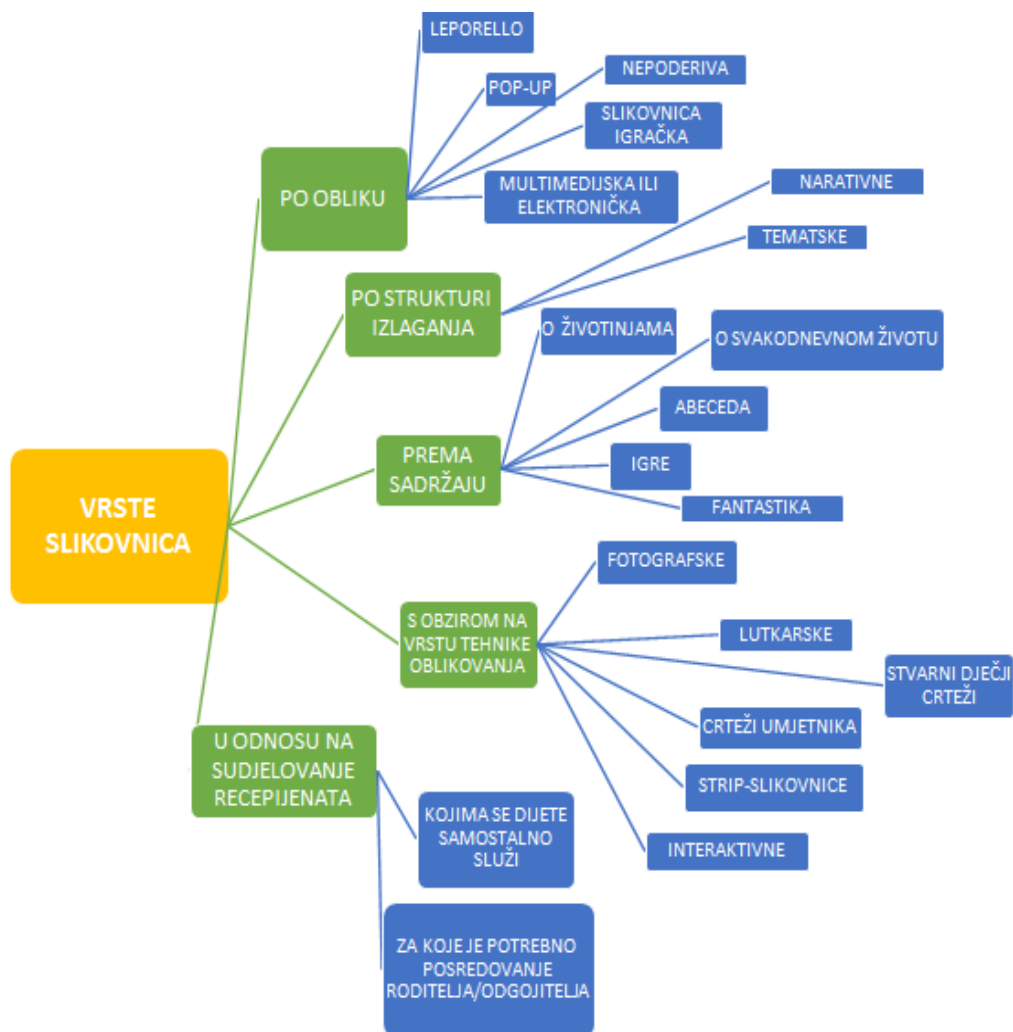 VRSTE
SLIKOVNICA
PO OBLIKU
LEPORELLO
POP-UP
NEPODERIVA
SLIKOVNICA
IGRAČKA
MULTIMEDIJSKA ILI
ELEKTRONIČKA
PO STRUKTURI
IZLAGANJA
NARATIVNE
TEMATSKE
PREMA
SADRŽAJU
O ŽIVOTINJAMA
O SVAKODNEVNOM ŽIVOTU
ABECEDA
IGRE
FANTASTIKA
S OBZIROM NA
VRSTU TEHNIKE
OBLIKOVANJA
FOTOGRAFSKE
LUTKARSKE
STVARNI DJEČJI
CRTEŽI
CRTEŽI UMJETNIKA
STRIP-SLIKOVNICE
INTERAKTIVNE
U ODNOSU NA
SUDJELOVANJE
RECEPIJENATA
KOJIMA SE DIJETE
SAMOSTALNO
SLUŽI
ZA KOJE JE POTREBNO
POSREDOVANJE
RODITELJA/ODGOJITELJA